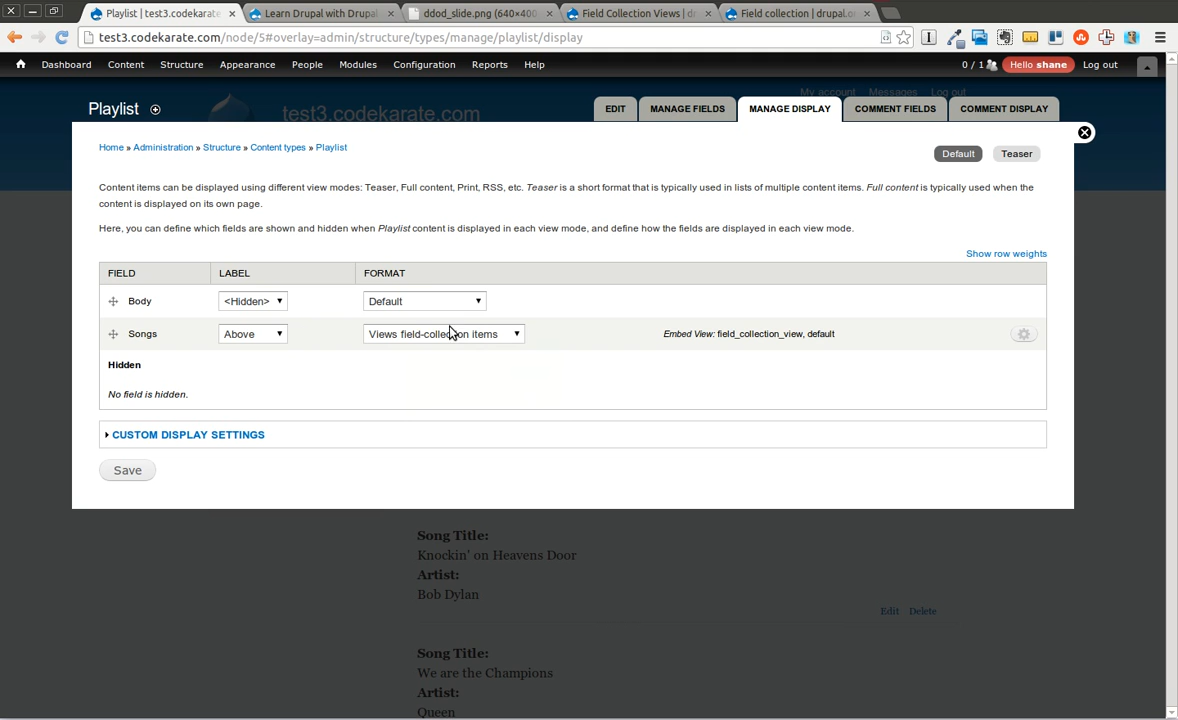 Playlist | test3.codekarate
Learn Drupal with Drupal
ddod_slide.png (640×400
Field Collection Views | dr
Field collection | drupal.o
test3.codekarate.com/node/5#overlay=admin/structure/types/manage/playlist/display
Dashboard Content Structure Appearance People Modules Configuration Reports Help
0 / 1 Hello shane Log out
My account Messages Log out
Playlist
test3.codekarate.com
EDIT MANAGE FIELDS MANAGE DISPLAY COMMENT FIELDS COMMENT DISPLAY
Home » Administration » Structure » Content types » Playlist
Default Teaser
Content items can be displayed using different view modes: Teaser, Full content, Print, RSS, etc. Teaser is a short format that is typically used in lists of multiple content items. Full content is typically used when the
content is displayed on its own page.
Here, you can define which fields are shown and hidden when Playlist content is displayed in each view mode, and define how the fields are displayed in each view mode.
Show row weights
FIELD LABEL FORMAT
Body <Hidden> Default
Songs Above Views field-collection items Embed View: field_collection_view, default
Hidden
No field is hidden.
CUSTOM DISPLAY SETTINGS
Save
Song Title:
Knockin' on Heavens Door
Artist:
Bob Dylan
Edit Delete
Song Title:
We are the Champions
Artist:
Queen